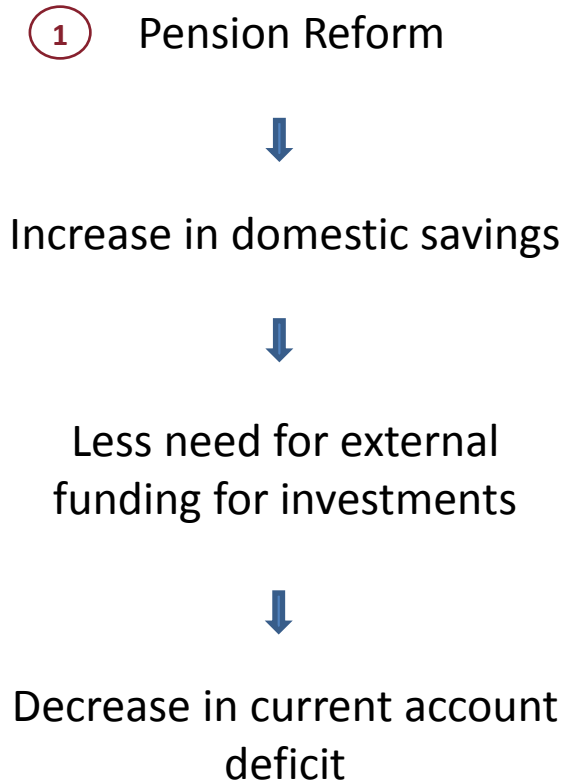 1 Pension Reform
Increase in domestic savings
Less need for external
funding for investments
Decrease in current account
deficit